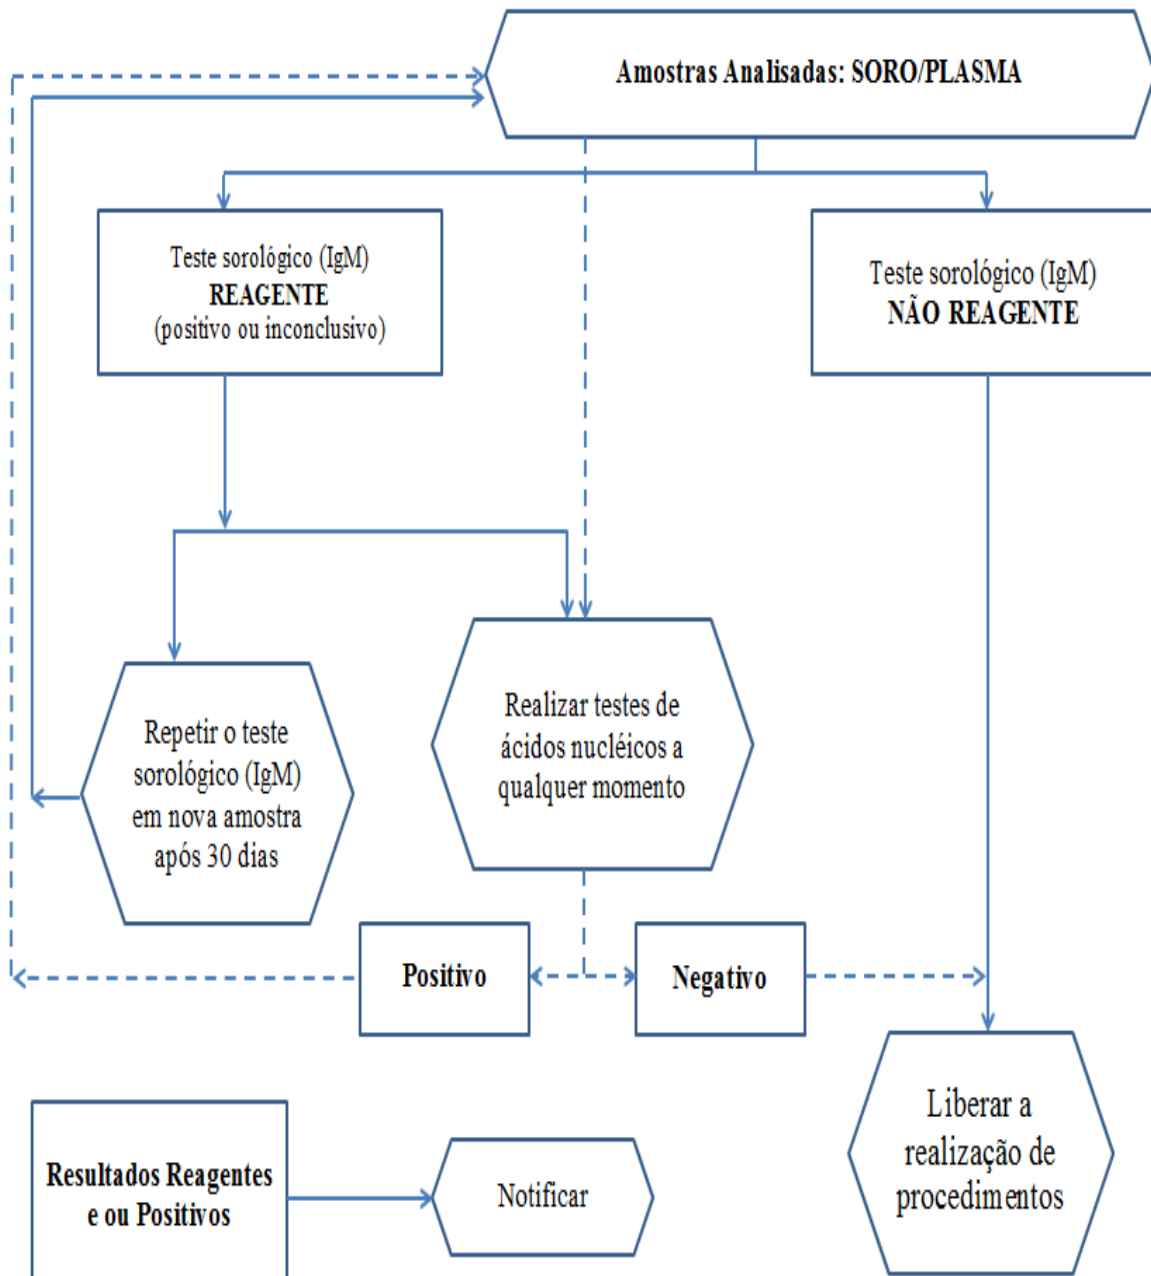 Amostras Analisadas: SORO/PLASMA
Teste sorológico (IgM)
REAGENTE
(positivo ou inconclusivo)
Teste sorológico (IgM)
NÃO REAGENTE
Repetir o teste
sorológico (IgM)
em nova amostra
após 30 dias
Realizar testes de
ácidos nucléicos a
qualquer momento
Positivo
Negativo
Liberar a
realização de
procedimentos
Resultados Reagentes
e ou Positivos
Notificar